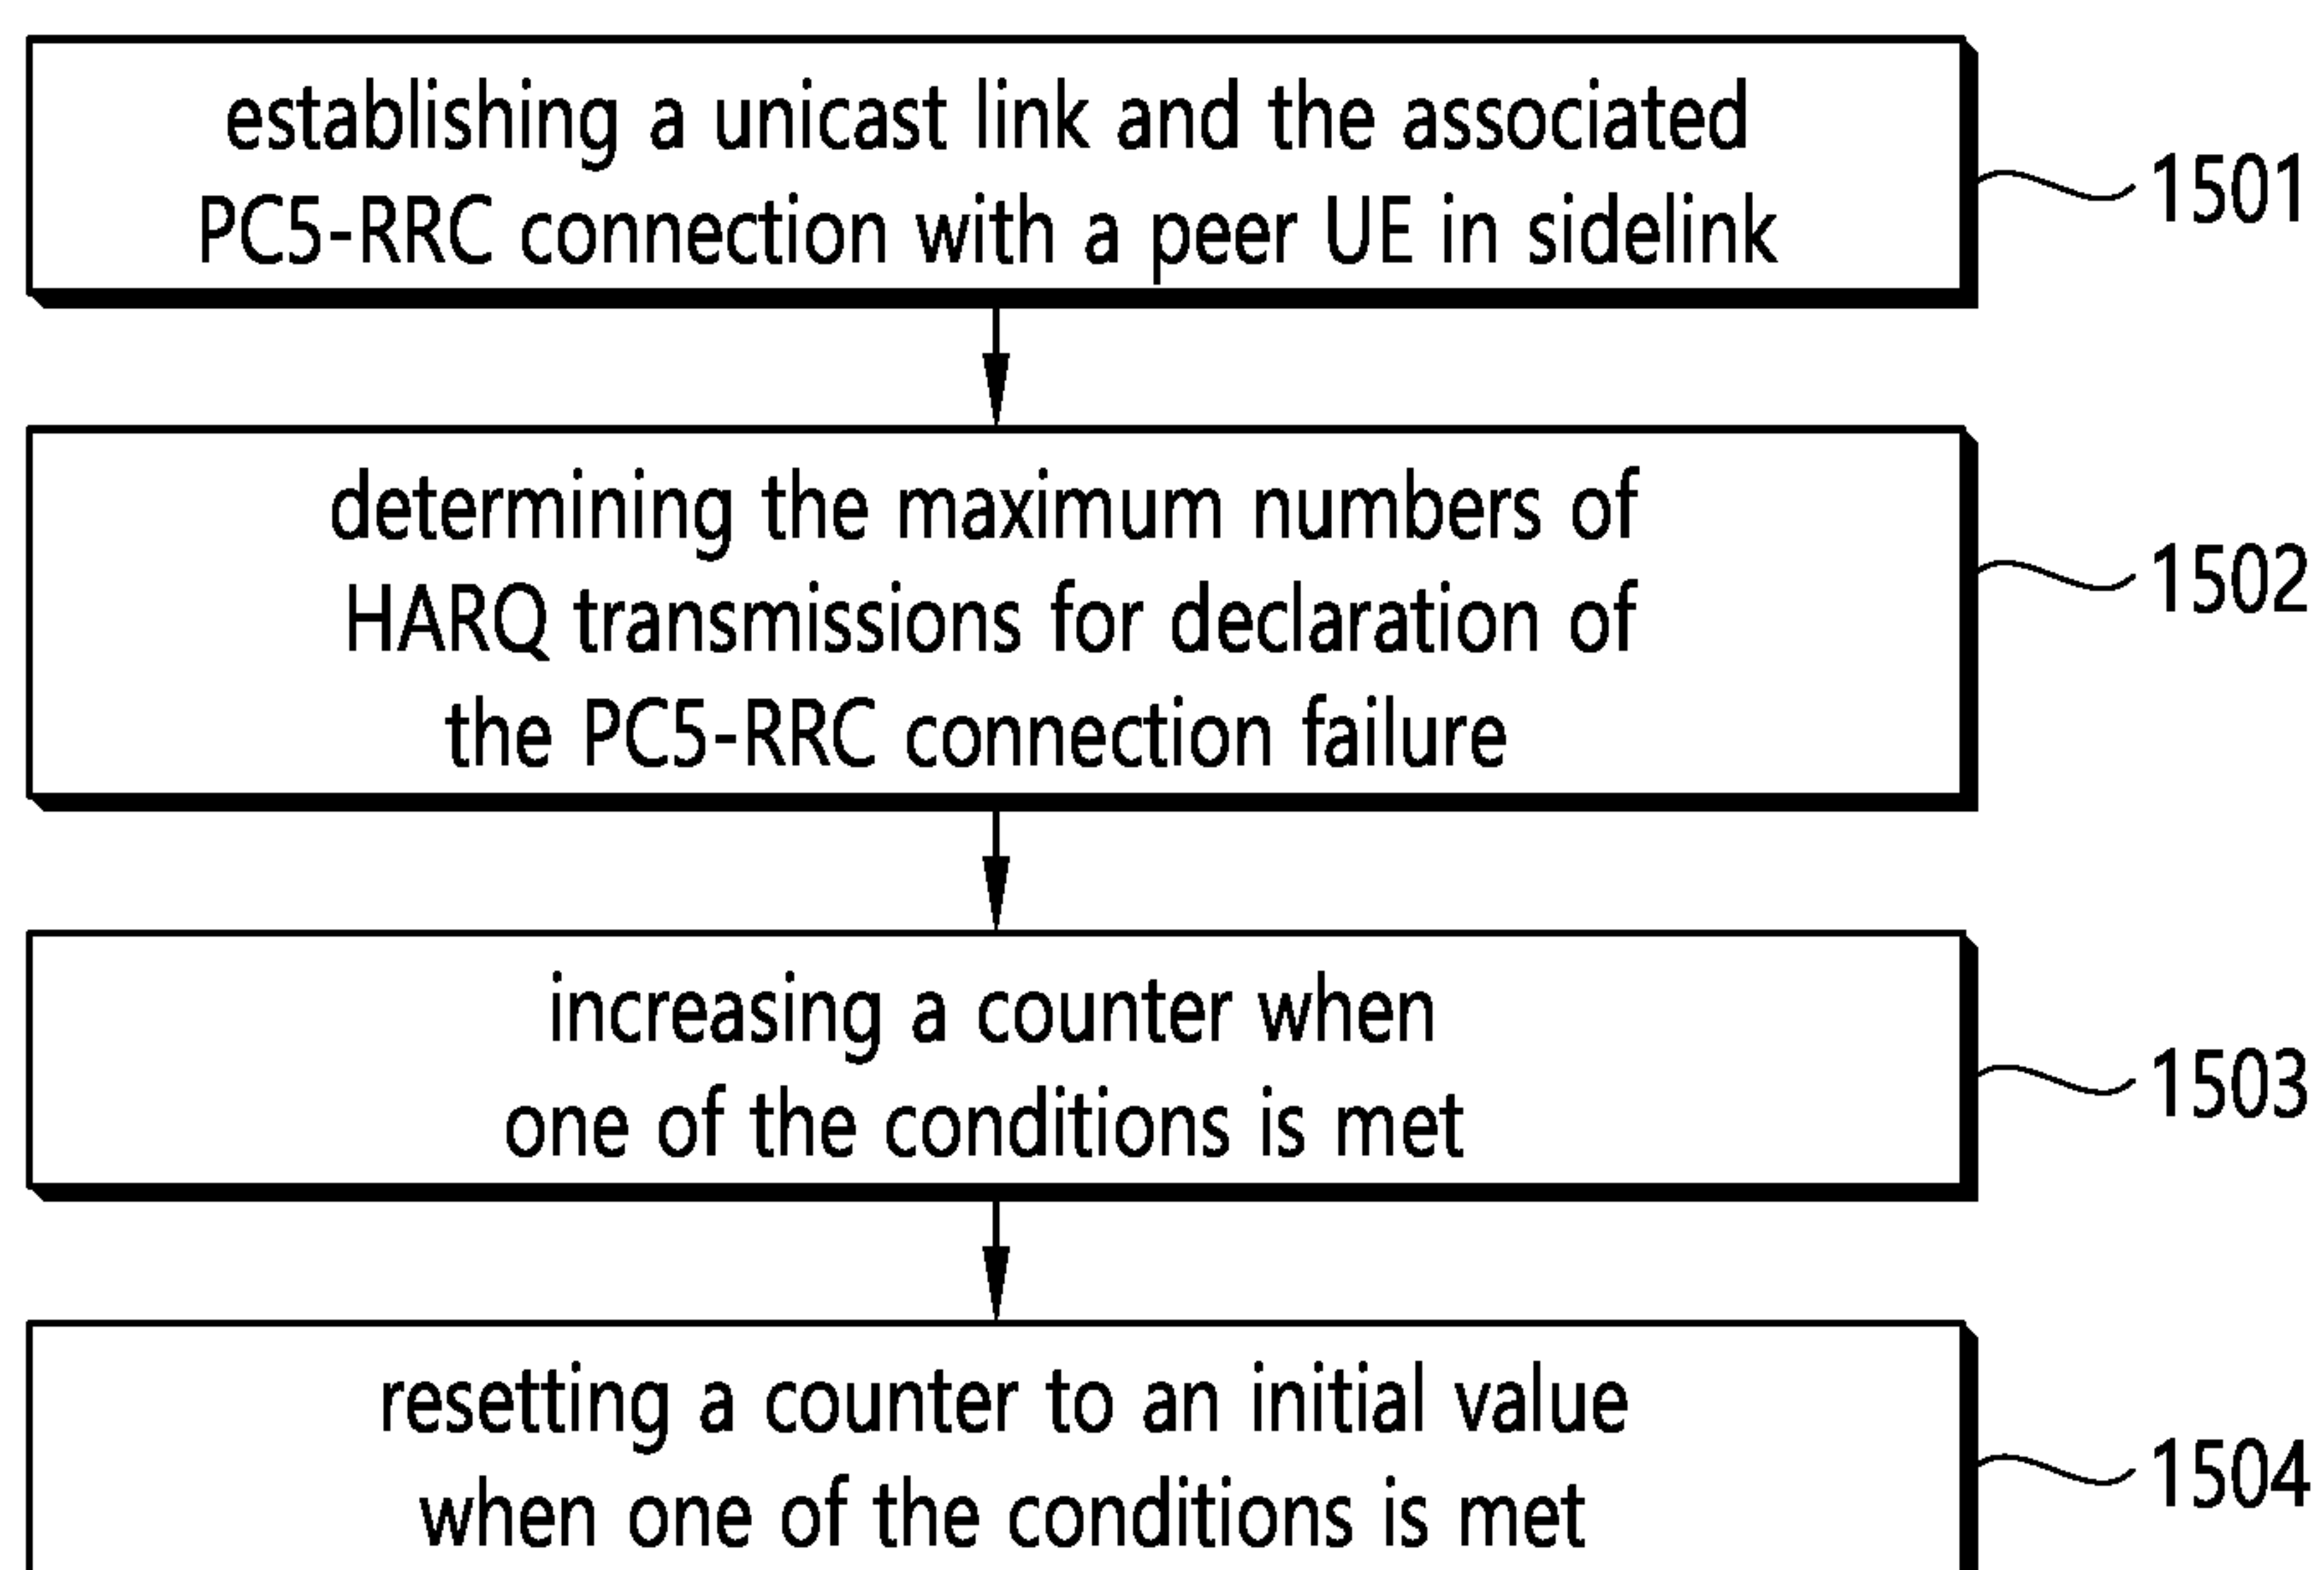 establishing a unicast link and the associated
PC5-RRC connection with a peer UE in sidelink
1501
determining the maximum numbers of
HARQ transmissions for declaration of
the PC5-RRC connection failure
1502
increasing a counter when
one of the conditions is met
1503
resetting a counter to an initial value
when one of the conditions is met
1504